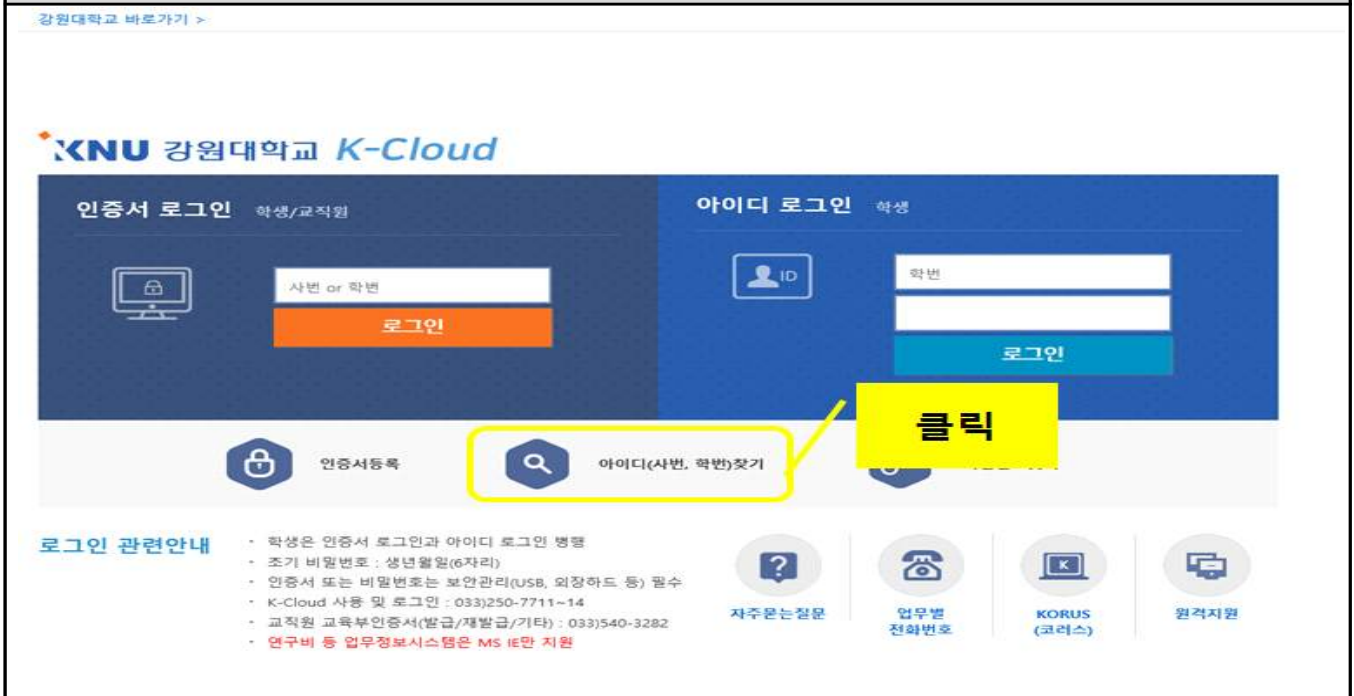 강원대학교 바로가기 >
KNU 강원대학교 K-Cloud
인증서 로그인 학생/교직원
사번 or 학번
로그인
아이디 로그인 학생
ID
학번
로그인
클릭
인증서등록
아이디(사번, 학번)찾기
로그인 관련안내
· 학생은 인증서 로그인과 아이디 로그인 병행
· 초기 비밀번호 : 생년월일(6자리)
· 인증서 또는 비밀번호는 보안관리(USB, 외장하드 등) 필수
· K-Cloud 사용 및 로그인 : 033)250-7711~14
· 교직원 교육부인증서(발급/재발급/기타) : 033)540-3282
· 연구비 등 업무정보시스템은 MS IE만 지원
?
자주묻는질문
업무별
전화번호
K
KORUS
(코러스)
원격지원